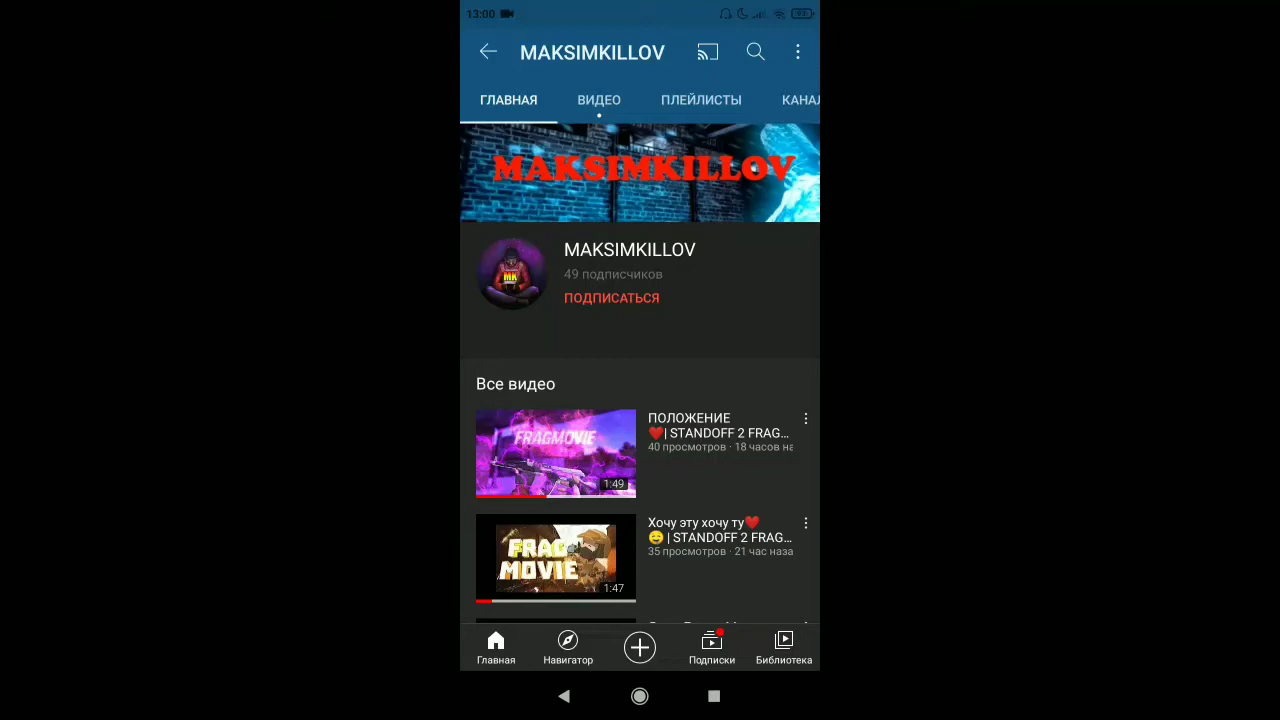 13:00
MAKSIMKILLOV
ГЛАВНАЯ ВИДЕО ПЛЕЙЛИСТЫ КАНАЛ
MAKSIMKILLOV
MAKSIMKILLOV
49 подписчиков
MK
ПОДПИСАТЬСЯ
Все видео
FRAGMOVIE
1:49
ПОЛОЖЕНИЕ
❤️| STANDOFF 2 FRAG...
40 просмотров · 18 часов на
FRAG
MOVIE
1:47
Хочу эту хочу ту❤️
🤤 | STANDOFF 2 FRAG...
35 просмотров · 21 час наза
Главная Навигатор Подписки Библиотека